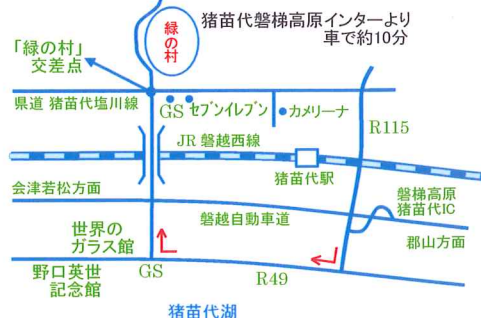 猪苗代磐梯高原インターより
車で約10分
緑の村
「緑の村」
交差点
県道 猪苗代塩川線
GS セブンイレブン
カメリーナ
R115
JR 磐越西線
猪苗代駅
会津若松方面
磐梯高原
猪苗代IC
磐越自動車道
世界の
ガラス館
郡山方面
野口英世
記念館
GS
R49
猪苗代湖